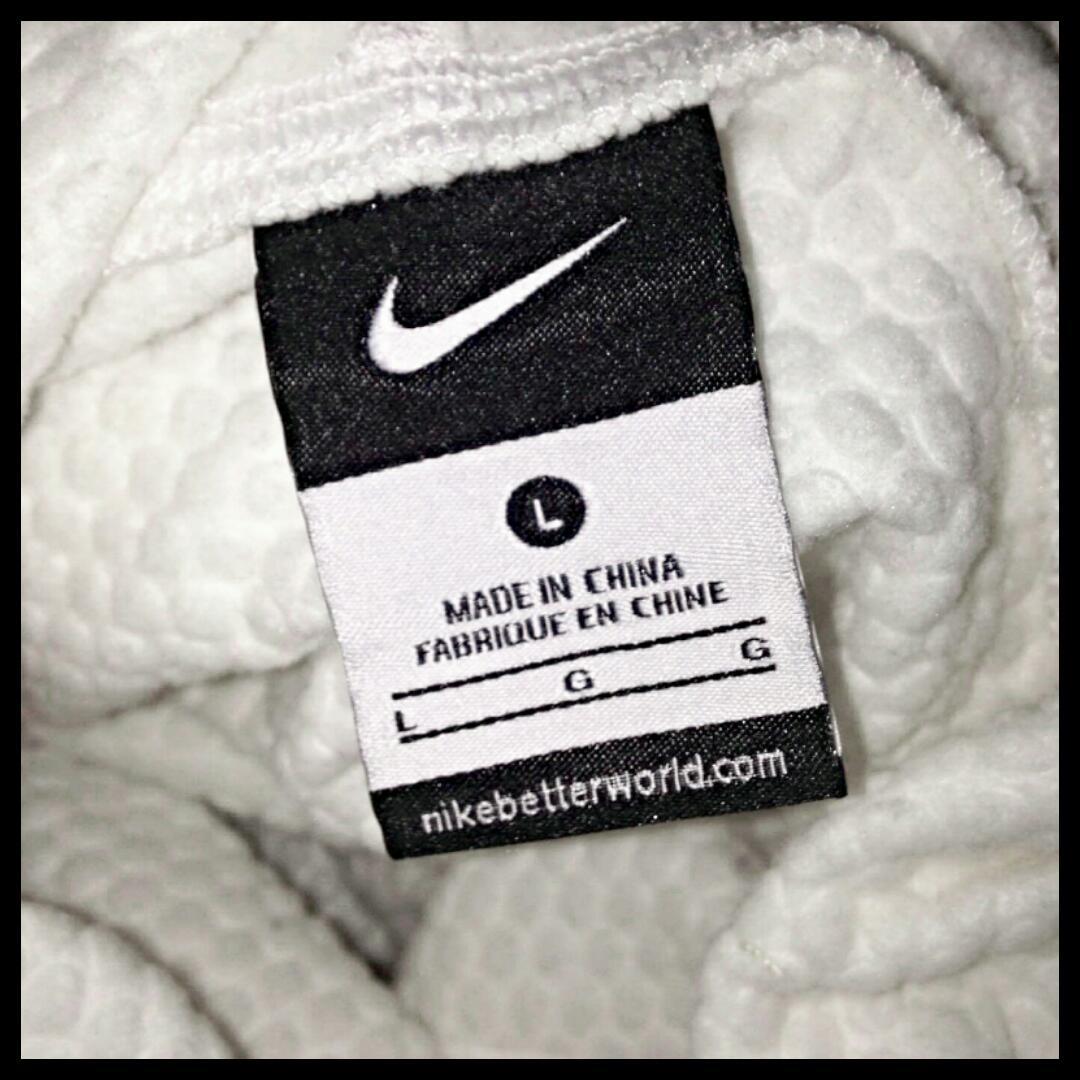 L
MADE IN CHINA
FABRIQUE EN CHINE
L G G
nikebetterworld.com